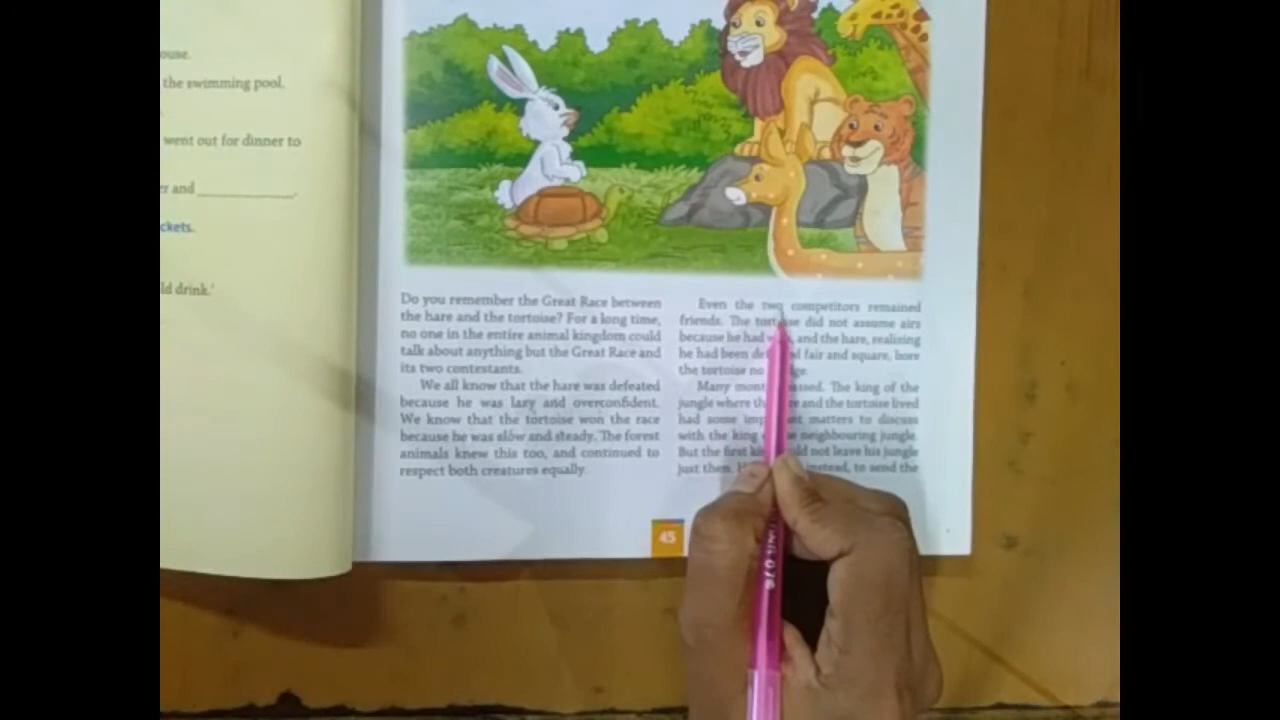 ouse.
the swimming pool.
went out for dinner to
er and ____________.
ckets.
ld drink.'
Do you remember the Great Race between
the hare and the tortoise? For a long time,
no one in the entire animal kingdom could
talk about anything but the Great Race and
its two contestants.
We all know that the hare was defeated
because he was lazy and overconfident.
We know that the tortoise won the race
because he was slow and steady. The forest
animals knew this too, and continued to
respect both creatures equally.
Even the two competitors remained
friends. The tortoise did not assume airs
because he had and the hare, realizing
he had been fair and square, bore
the tortoise no
Many passed. The king of the
jungle where and the tortoise lived
had some matters to discuss
with the king neighbouring jungle.
But the first not leave his jungle
just then. instead, to send the
45